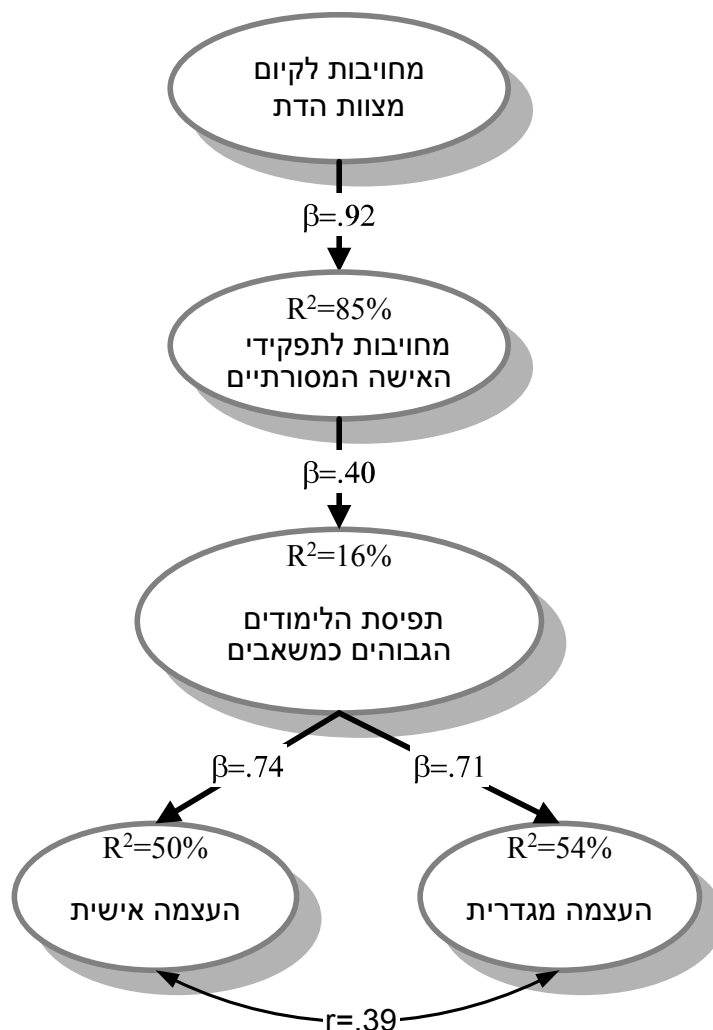 מחויבות לקיום
מצוות הדת
β=.92
R²=85%
מחויבות לתפקידי
האישה המסורתיים
β=.40
R²=16%
תפיסת הלימודים
הגבוהים כמשאבים
β=.74
β=.71
R²=50%
העצמה אישית
R²=54%
העצמה מגדרית
r=.39